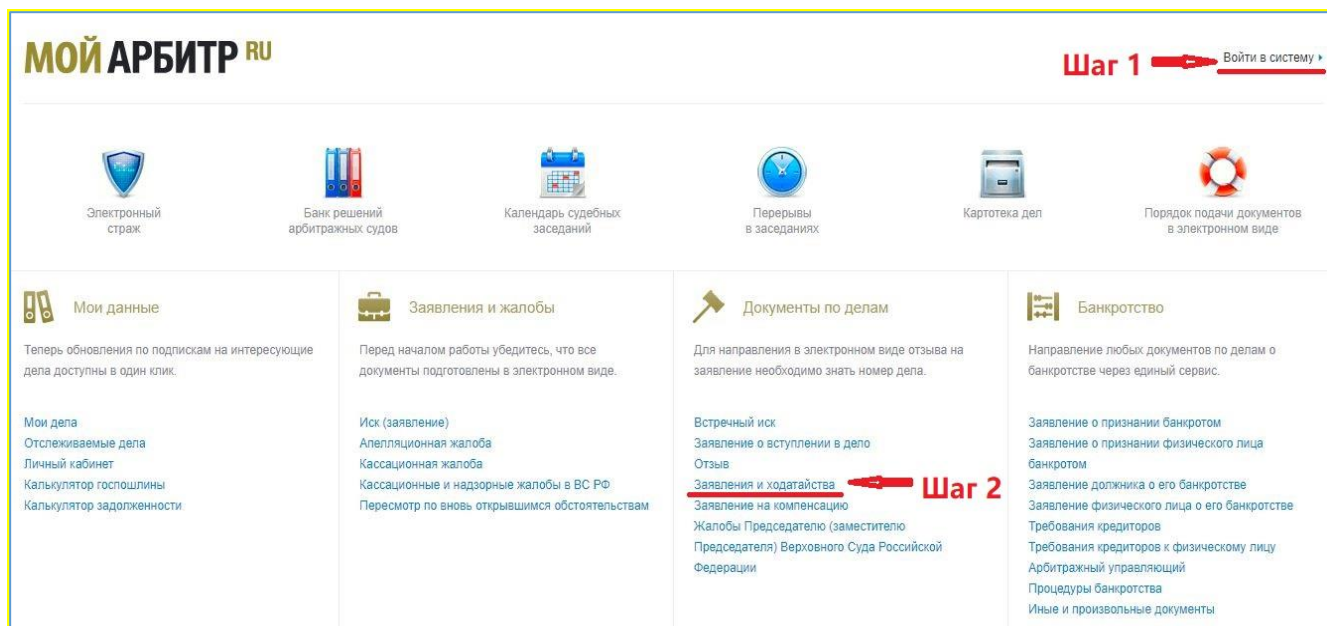 МОЙ АРБИТР RU
Шаг 1
Войти в систему
Электронный
страж
Банк решений
арбитражных судов
Календарь судебных
заседаний
Перерывы
в заседаниях
Картотека дел
Порядок подачи документов
в электронном виде
Мои данные
Теперь обновления по подпискам на интересующие
дела доступны в один клик.
Мои дела
Отслеживаемые дела
Личный кабинет
Калькулятор госпошлины
Калькулятор задолженности
Заявления и жалобы
Перед началом работы убедитесь, что все
документы подготовлены в электронном виде.
Иск (заявление)
Апелляционная жалоба
Кассационная жалоба
Кассационные и надзорные жалобы в ВС РФ
Пересмотр по вновь открывшимся обстоятельствам
Документы по делам
Для направления в электронном виде отзыва на
заявление необходимо знать номер дела.
Встречный иск
Заявление о вступлении в дело
Отзыв
Заявления и ходатайства
Шаг 2
Заявление на компенсацию
Жалобы Председателю (заместителю
Председателя) Верховного Суда Российской
Федерации
Банкротство
Направление любых документов по делам о
банкротстве через единый сервис.
Заявление о признании банкротом
Заявление о признании физического лица
банкротом
Заявление должника о его банкротстве
Заявление физического лица о его банкротстве
Требования кредиторов
Требования кредиторов к физическому лицу
Арбитражный управляющий
Процедуры банкротства
Иные и произвольные документы